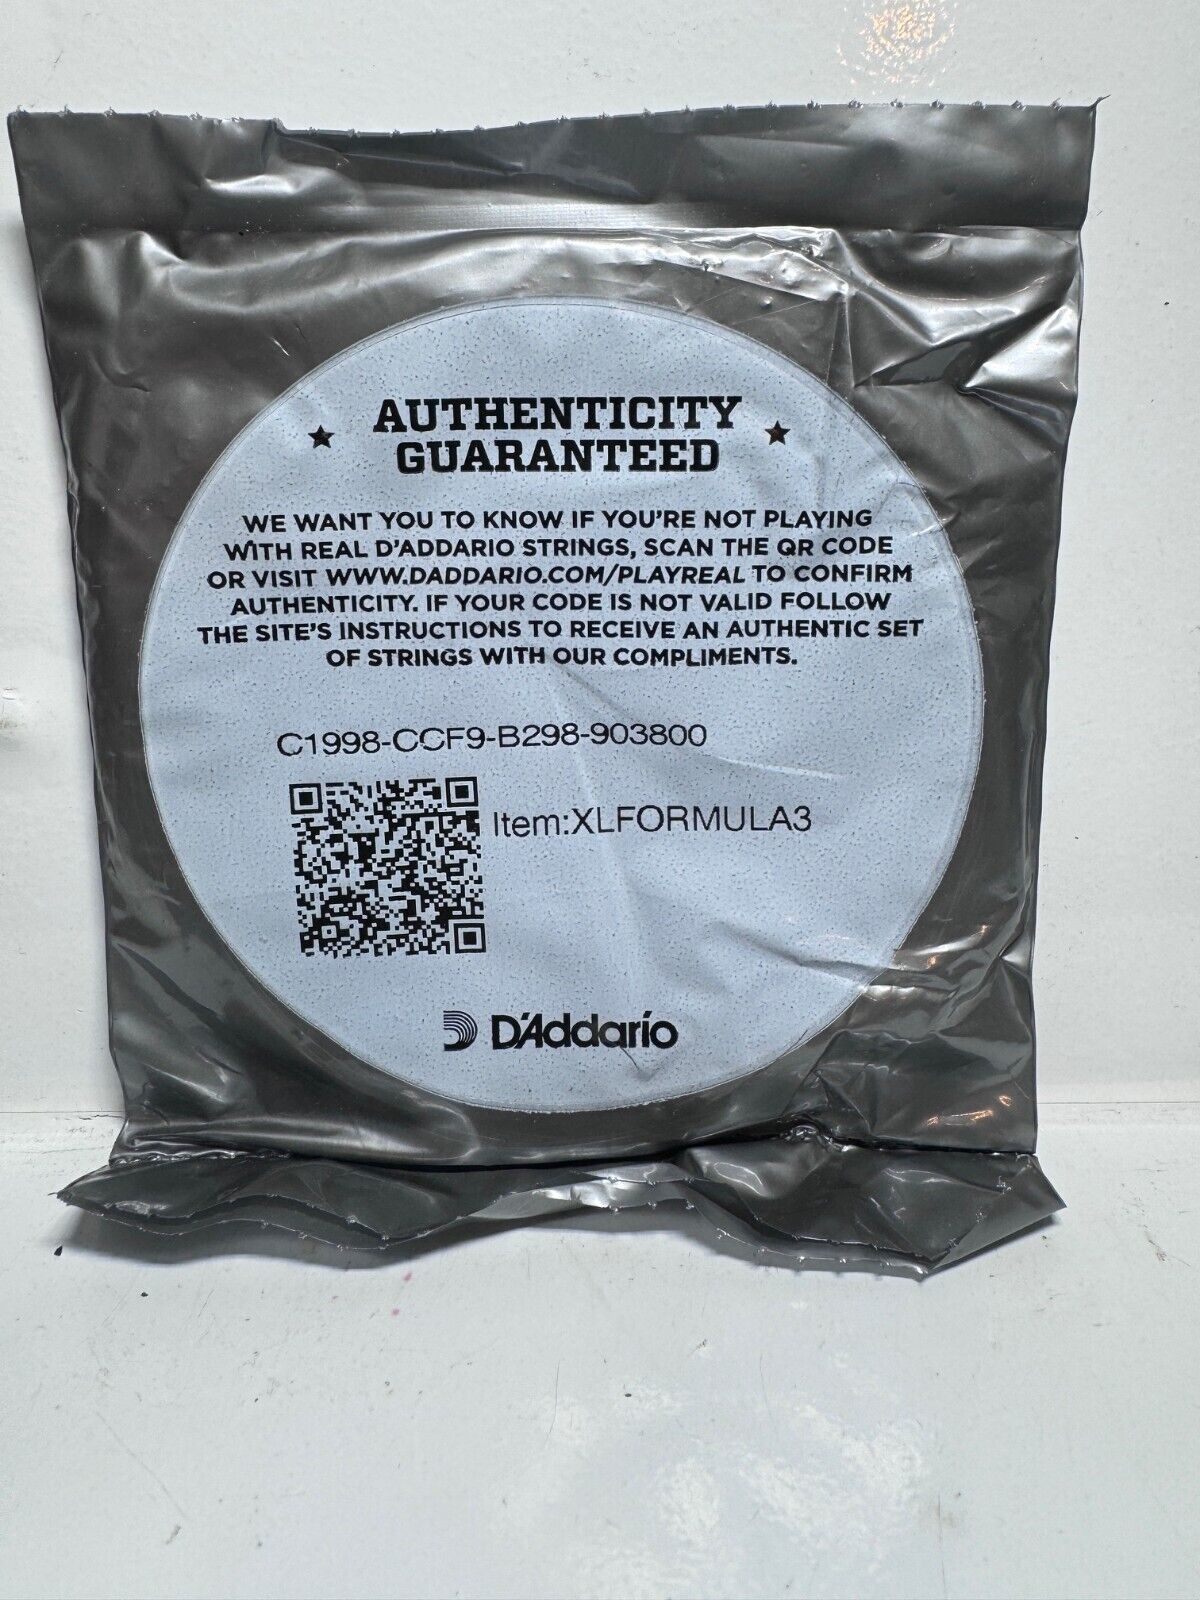 AUTHENTICITY
GUARANTEED
WE WANT YOU TO KNOW IF YOU'RE NOT PLAYING
WITH REAL D'ADDARIO STRINGS, SCAN THE QR CODE
OR VISIT WWW.DADDARIO.COM/PLAYREAL TO CONFIRM
AUTHENTICITY. IF YOUR CODE IS NOT VALID FOLLOW
THE SITE'S INSTRUCTIONS TO RECEIVE AN AUTHENTIC SET
OF STRINGS WITH OUR COMPLIMENTS.
C1998-CCF9-B298-903800
Item:XLFORMULA3
D'Addario